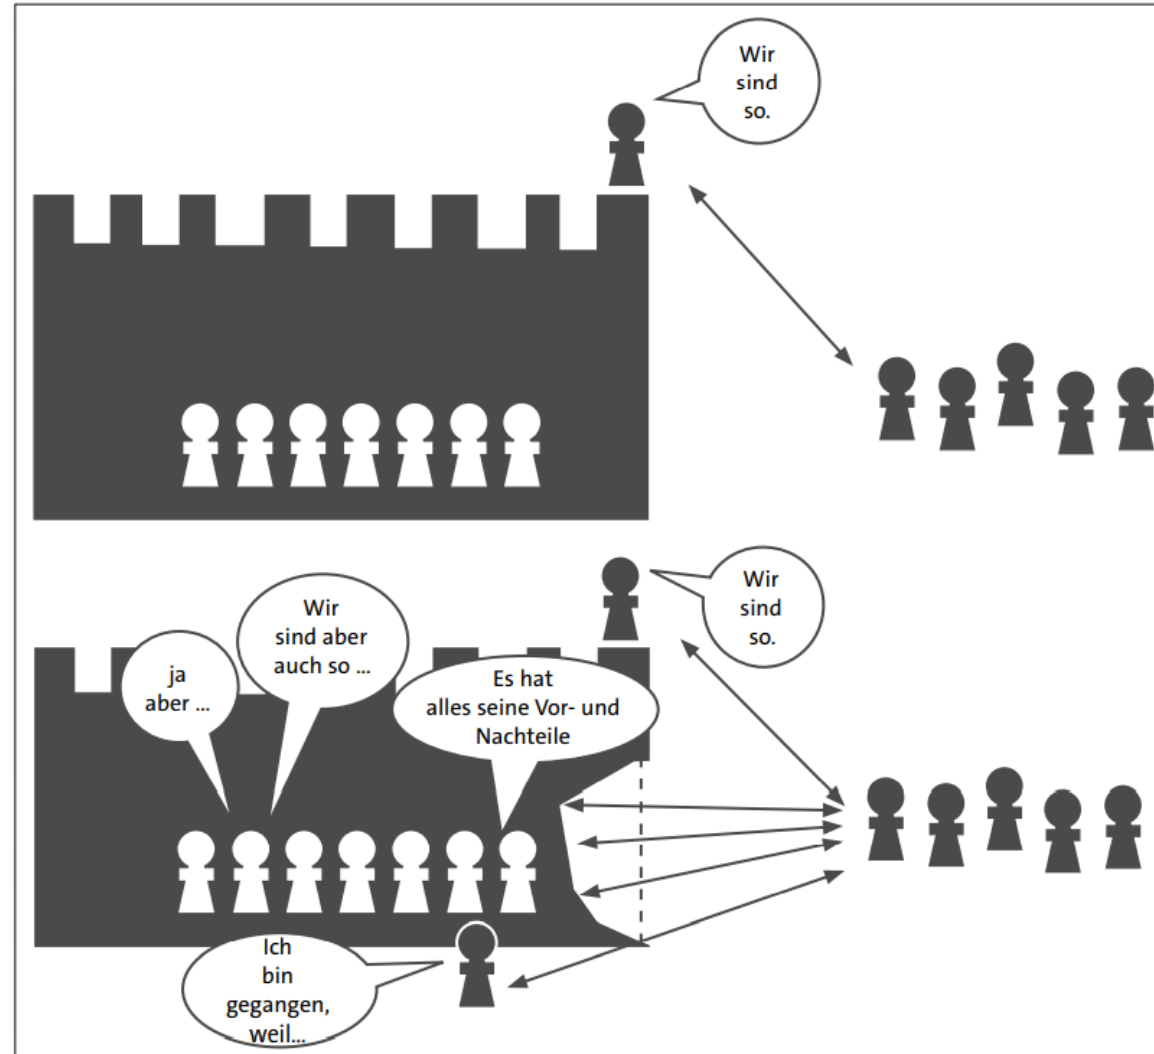 Wir
sind
so.
Wir
sind
so.
Wir
sind aber
auch so ...
ja
aber ...
Es hat
alles seine Vor- und
Nachteile
Ich
bin
gegangen,
weil...